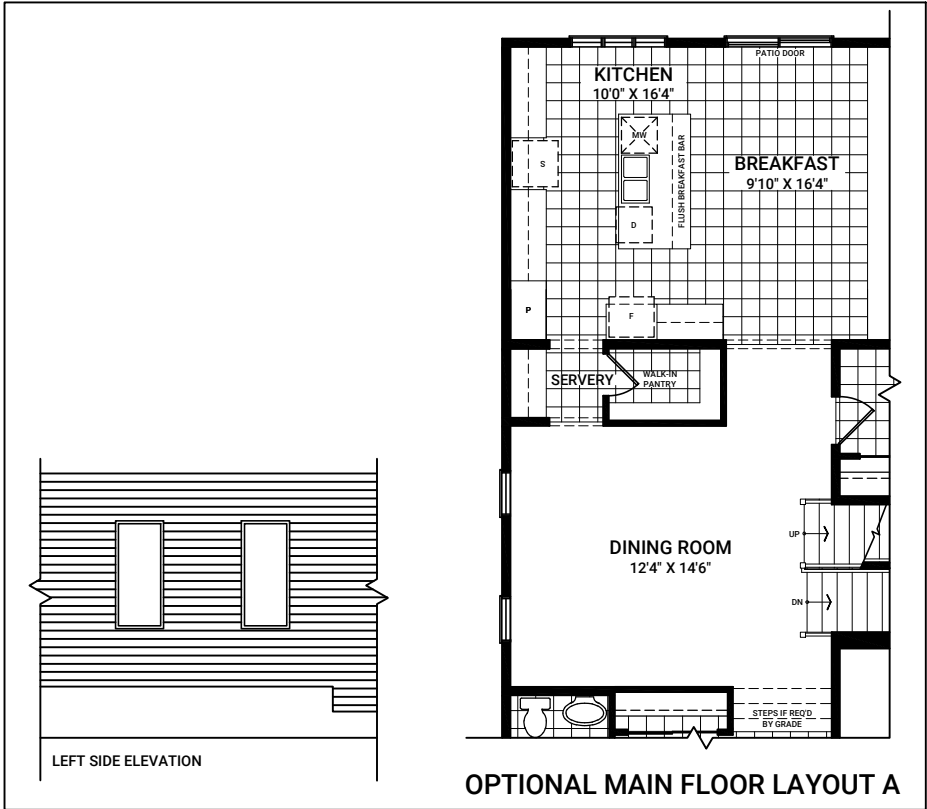 PATIO DOOR
KITCHEN
10'0" X 16'4"
MW
S
BREAKFAST
9'10" X 16'4"
FLUSH BREAKFAST BAR
D
P
F
SERVERY
WALK-IN
PANTRY
UP
DINING ROOM
12'4" X 14'6"
DN
STEPS IF REQ'D
BY GRADE
LEFT SIDE ELEVATION
OPTIONAL MAIN FLOOR LAYOUT A